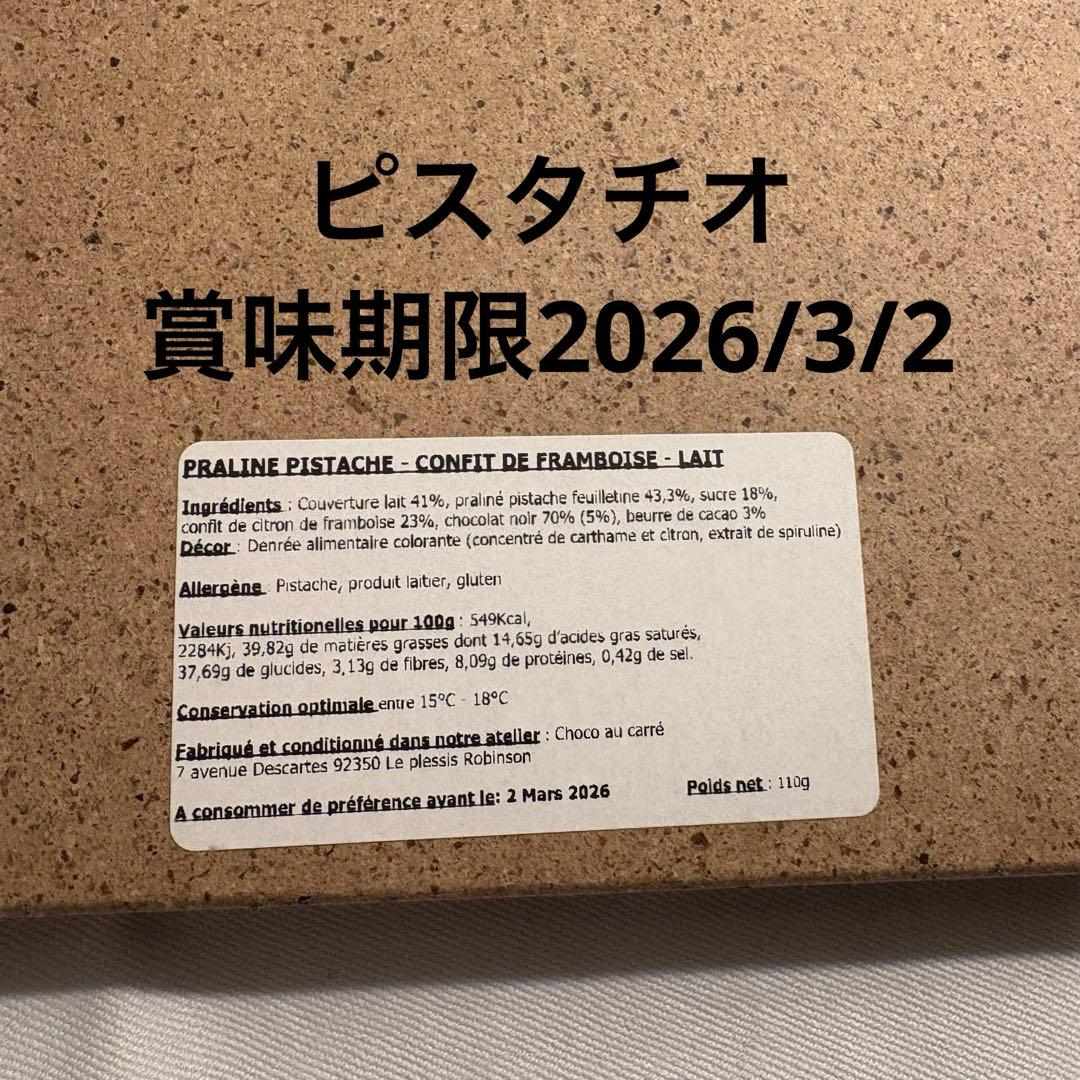 ピスタチオ
賞味期限2026/3/2
PRALINE PISTACHE - CONFIT DE FRAMBOISE - LAIT
Ingrédients : Couverture lait 41%, praliné pistache feuilletine 43,3%, sucre 18%,
confit de citron de framboise 23%, chocolat noir 70% (5%), beurre de cacao 3%
Décor : Denrée alimentaire colorante (concentré de carthame et citron, extrait de spiruline)
Allergène : Pistache, produit laitier, gluten
Valeurs nutritionelles pour 100g : 549Kcal,
2284Kj, 39,82g de matières grasses dont 14,65g d'acides gras saturés,
37,69g de glucides, 3,13g de fibres, 8,09g de protéines, 0,42g de sel.
Conservation optimale entre 15°C - 18°C
Fabriqué et conditionné dans notre atelier : Choco au carré
7 avenue Descartes 92350 Le plessis Robinson
A consommer de préférence avant le: 2 Mars 2026
Poids net : 110g